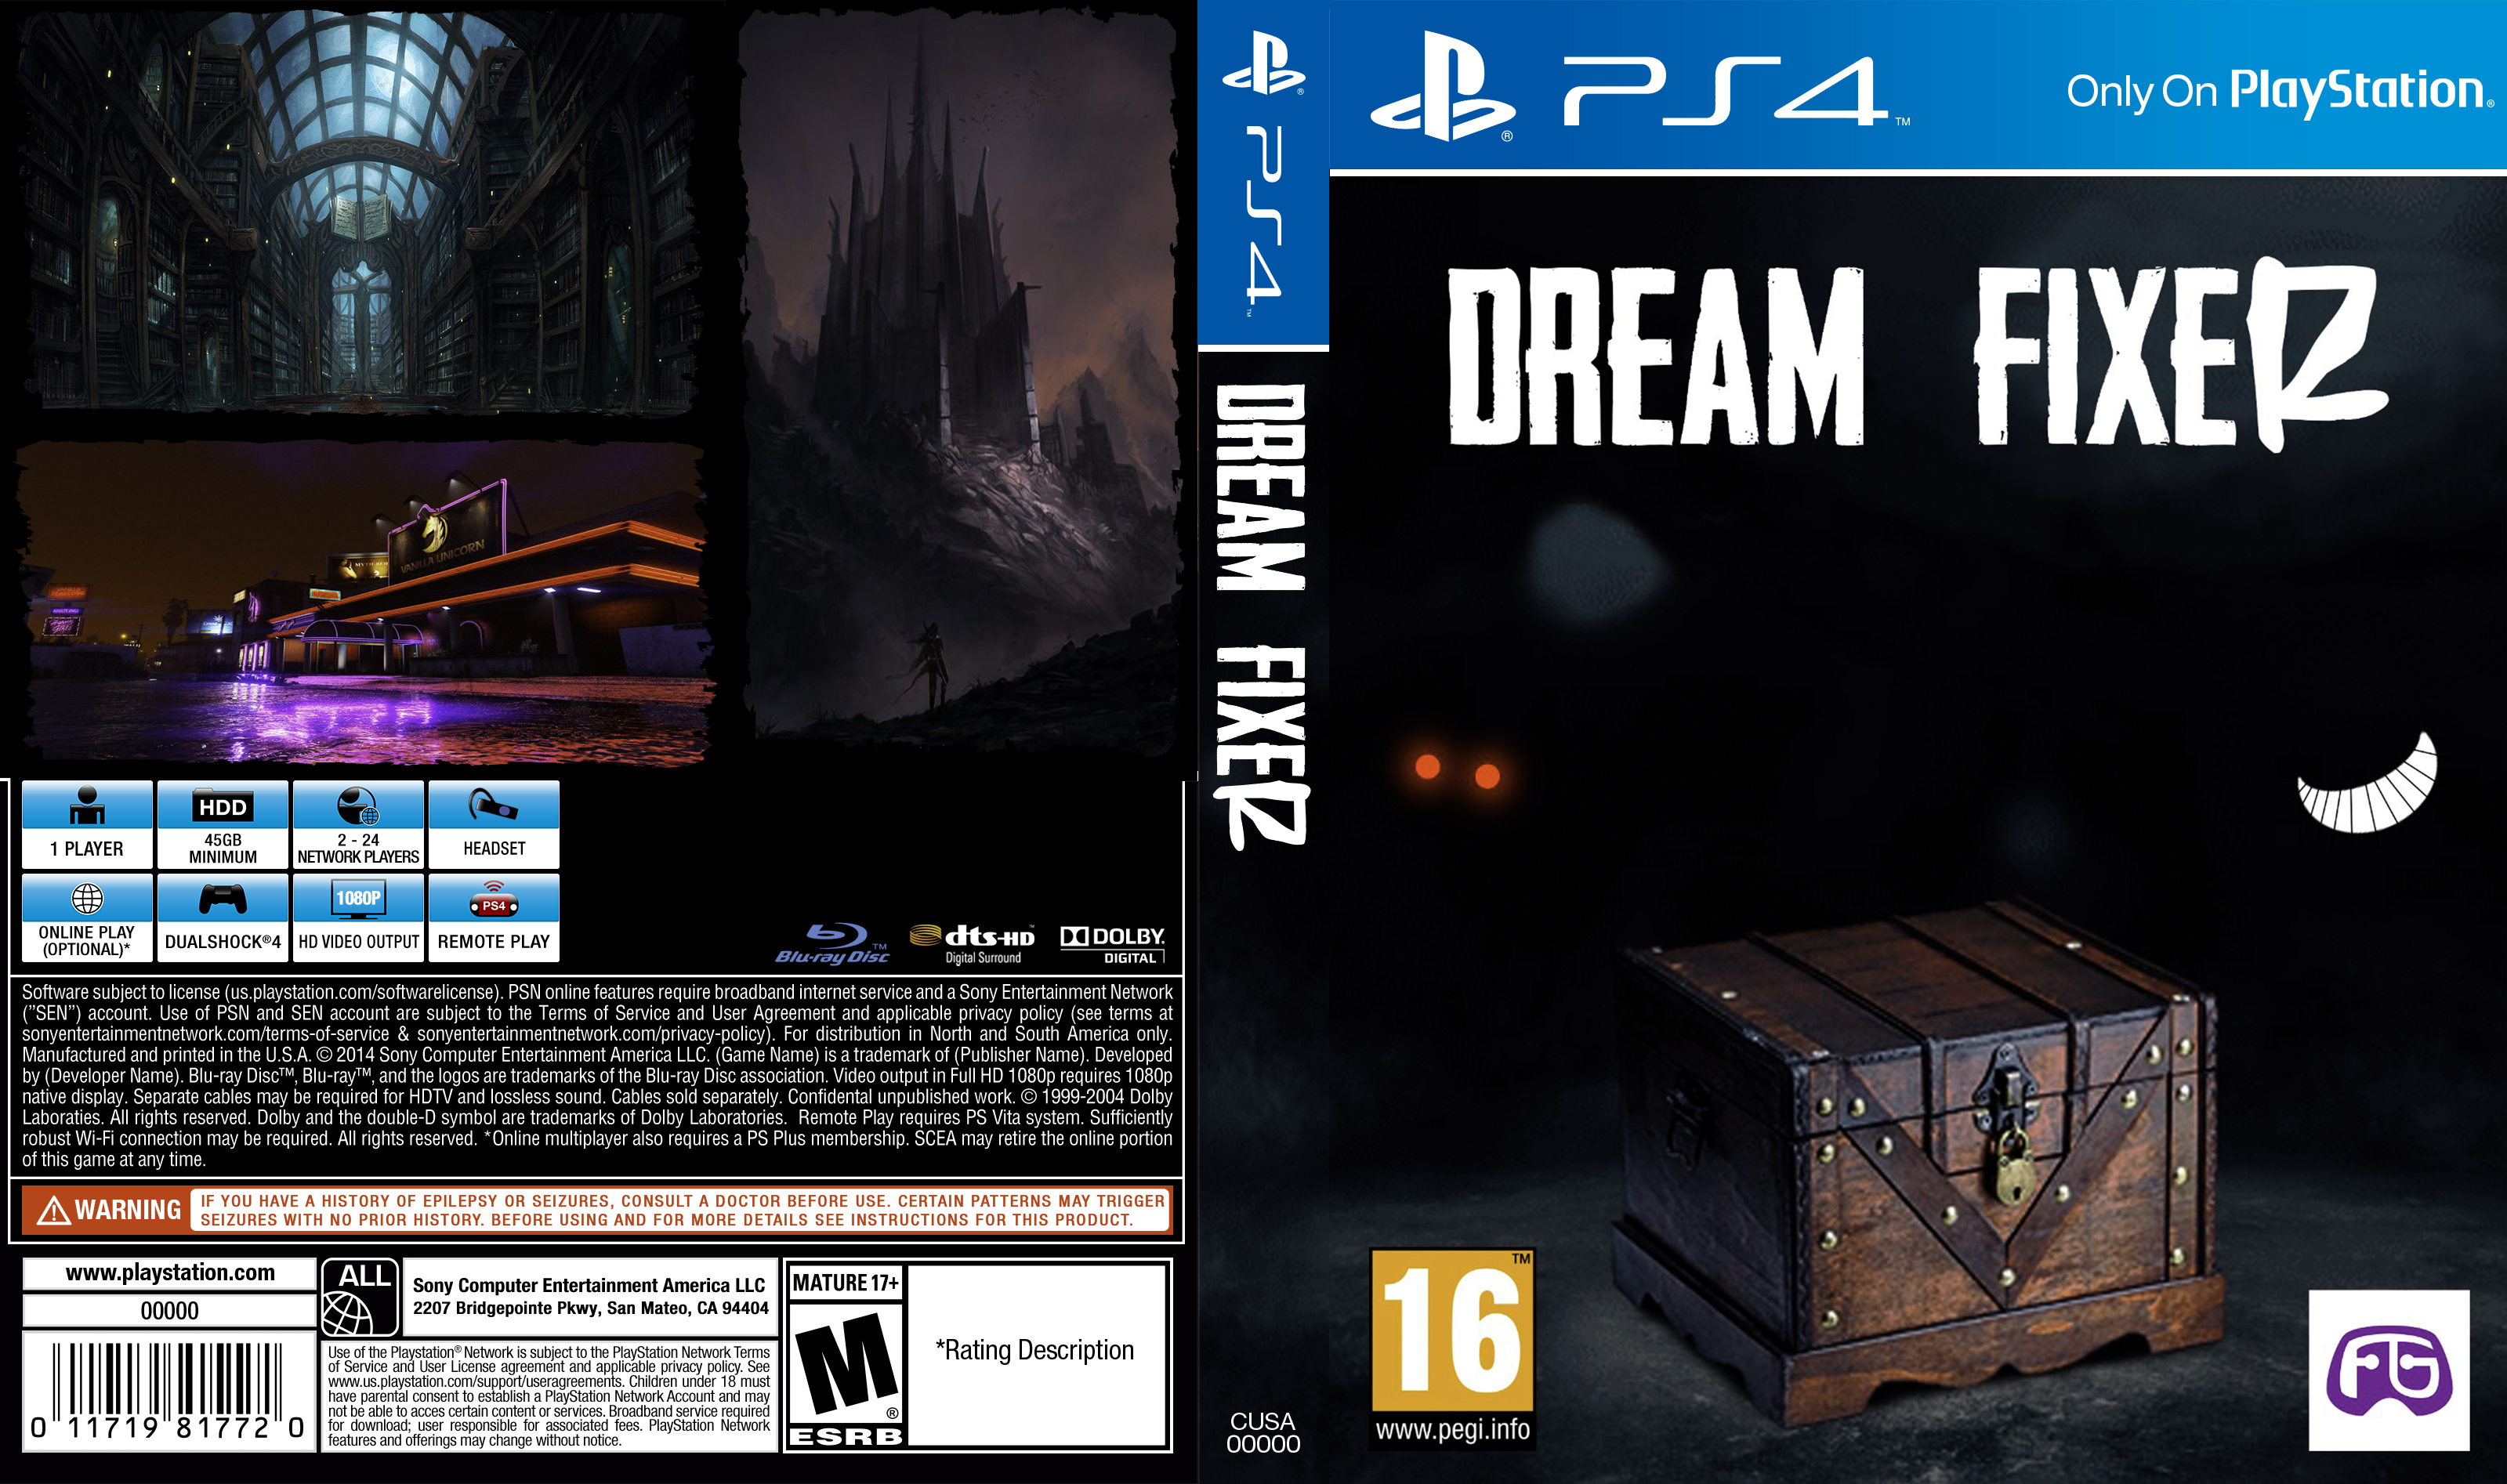 VANILLA UNICORN
1 PLAYER
HDD
45GB
MINIMUM
2 - 24
NETWORK PLAYERS
HEADSET
ONLINE PLAY
(OPTIONAL)*
DUALSHOCK®4
1080P
HD VIDEO OUTPUT
PS4
REMOTE PLAY
Blu-ray Disc™
dts-HD™
Digital Surround
DOLBY.
DIGITAL
Software subject to license (us.playstation.com/softwarelicense). PSN online features require broadband internet service and a Sony Entertainment Network
("SEN") account. Use of PSN and SEN account are subject to the Terms of Service and User Agreement and applicable privacy policy (see terms at
sonyentertainmentnetwork.com/terms-of-service & sonyentertainmentnetwork.com/privacy-policy). For distribution in North and South America only.
Manufactured and printed in the U.S.A. © 2014 Sony Computer Entertainment America LLC. (Game Name) is a trademark of (Publisher Name). Developed
by (Developer Name). Blu-ray Disc™, Blu-ray™, and the logos are trademarks of the Blu-ray Disc association. Video output in Full HD 1080p requires 1080p
native display. Separate cables may be required for HDTV and lossless sound. Cables sold separately. Confidental unpublished work. © 1999-2004 Dolby
Laboraties. All rights reserved. Dolby and the double-D symbol are trademarks of Dolby Laboratories. Remote Play requires PS Vita system. Sufficiently
robust Wi-Fi connection may be required. All rights reserved. *Online multiplayer also requires a PS Plus membership. SCEA may retire the online portion
of this game at any time.
WARNING
IF YOU HAVE A HISTORY OF EPILEPSY OR SEIZURES, CONSULT A DOCTOR BEFORE USE. CERTAIN PATTERNS MAY TRIGGER
SEIZURES WITH NO PRIOR HISTORY. BEFORE USING AND FOR MORE DETAILS SEE INSTRUCTIONS FOR THIS PRODUCT.
www.playstation.com
00000
0 11719 81772 0
ALL
Sony Computer Entertainment America LLC
2207 Bridgepointe Pkwy, San Mateo, CA 94404
Use of the Playstation® Network is subject to the PlayStation Network Terms
of Service and User License agreement and applicable privacy policy. See
www.us.playstation.com/support/useragreements. Children under 18 must
have parental consent to establish a PlayStation Network Account and may
not be able to acces certain content or services. Broadband service required
for download; user responsible for associated fees. PlayStation Network
features and offerings may change without notice.
MATURE 17+
M®
ESRB
*Rating Description
PS4™
DREAM FIXER
CUSA
00000
PS4™
Only On PlayStation®
DREAM FIXER
16™
www.pegi.info
PG